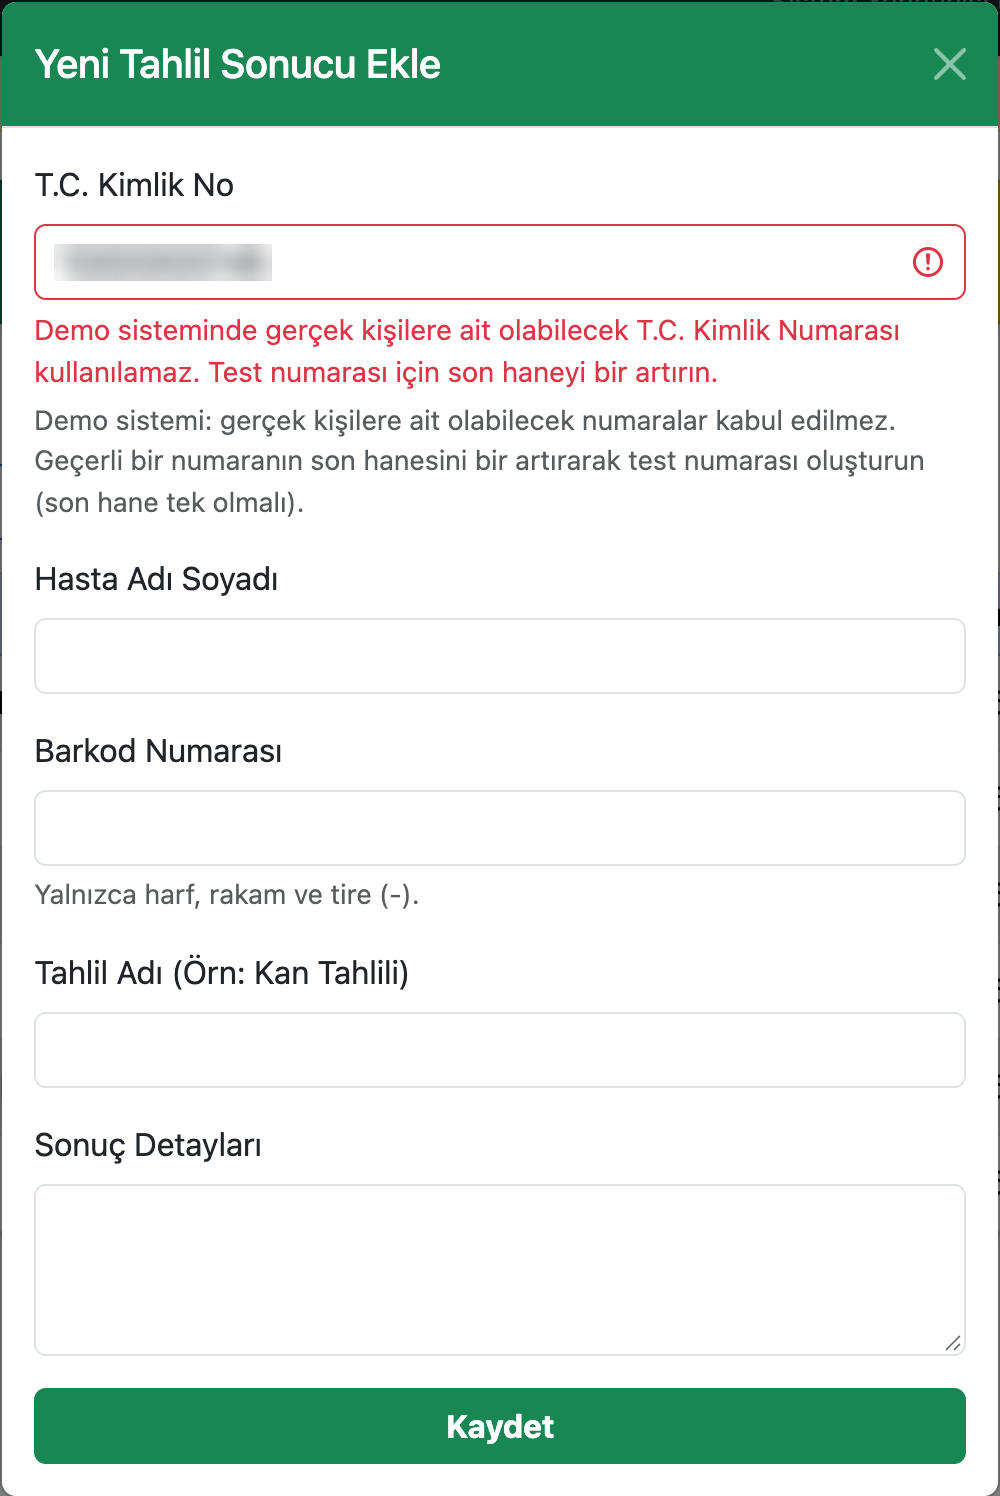 Yeni Tahlil Sonucu Ekle
T.C. Kimlik No
Demo sisteminde gerçek kişilere ait olabilecek T.C. Kimlik Numarası
kullanılamaz. Test numarası için son haneyi bir artırın.
Demo sistemi: gerçek kişilere ait olabilecek numaralar kabul edilmez.
Geçerli bir numaranın son hanesini bir artırarak test numarası oluşturun
(son hane tek olmalı).
Hasta Adı Soyadı
Barkod Numarası
Yalnızca harf, rakam ve tire (-).
Tahlil Adı (Örn: Kan Tahlili)
Sonuç Detayları
Kaydet